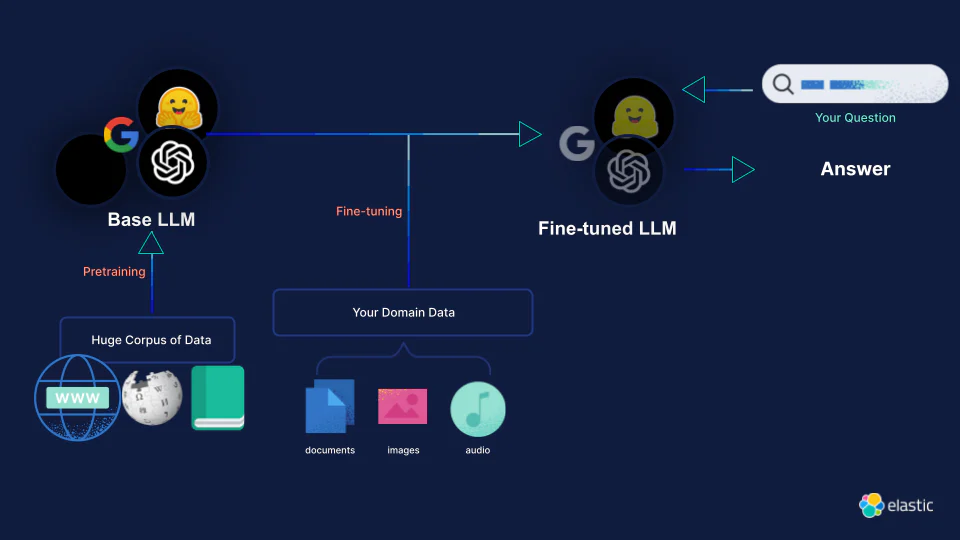 Your Question
Answer
Base LLM
Fine-tuning
Fine-tuned LLM
Pretraining
Your Domain Data
Huge Corpus of Data
WWW
documents
images
audio
elastic